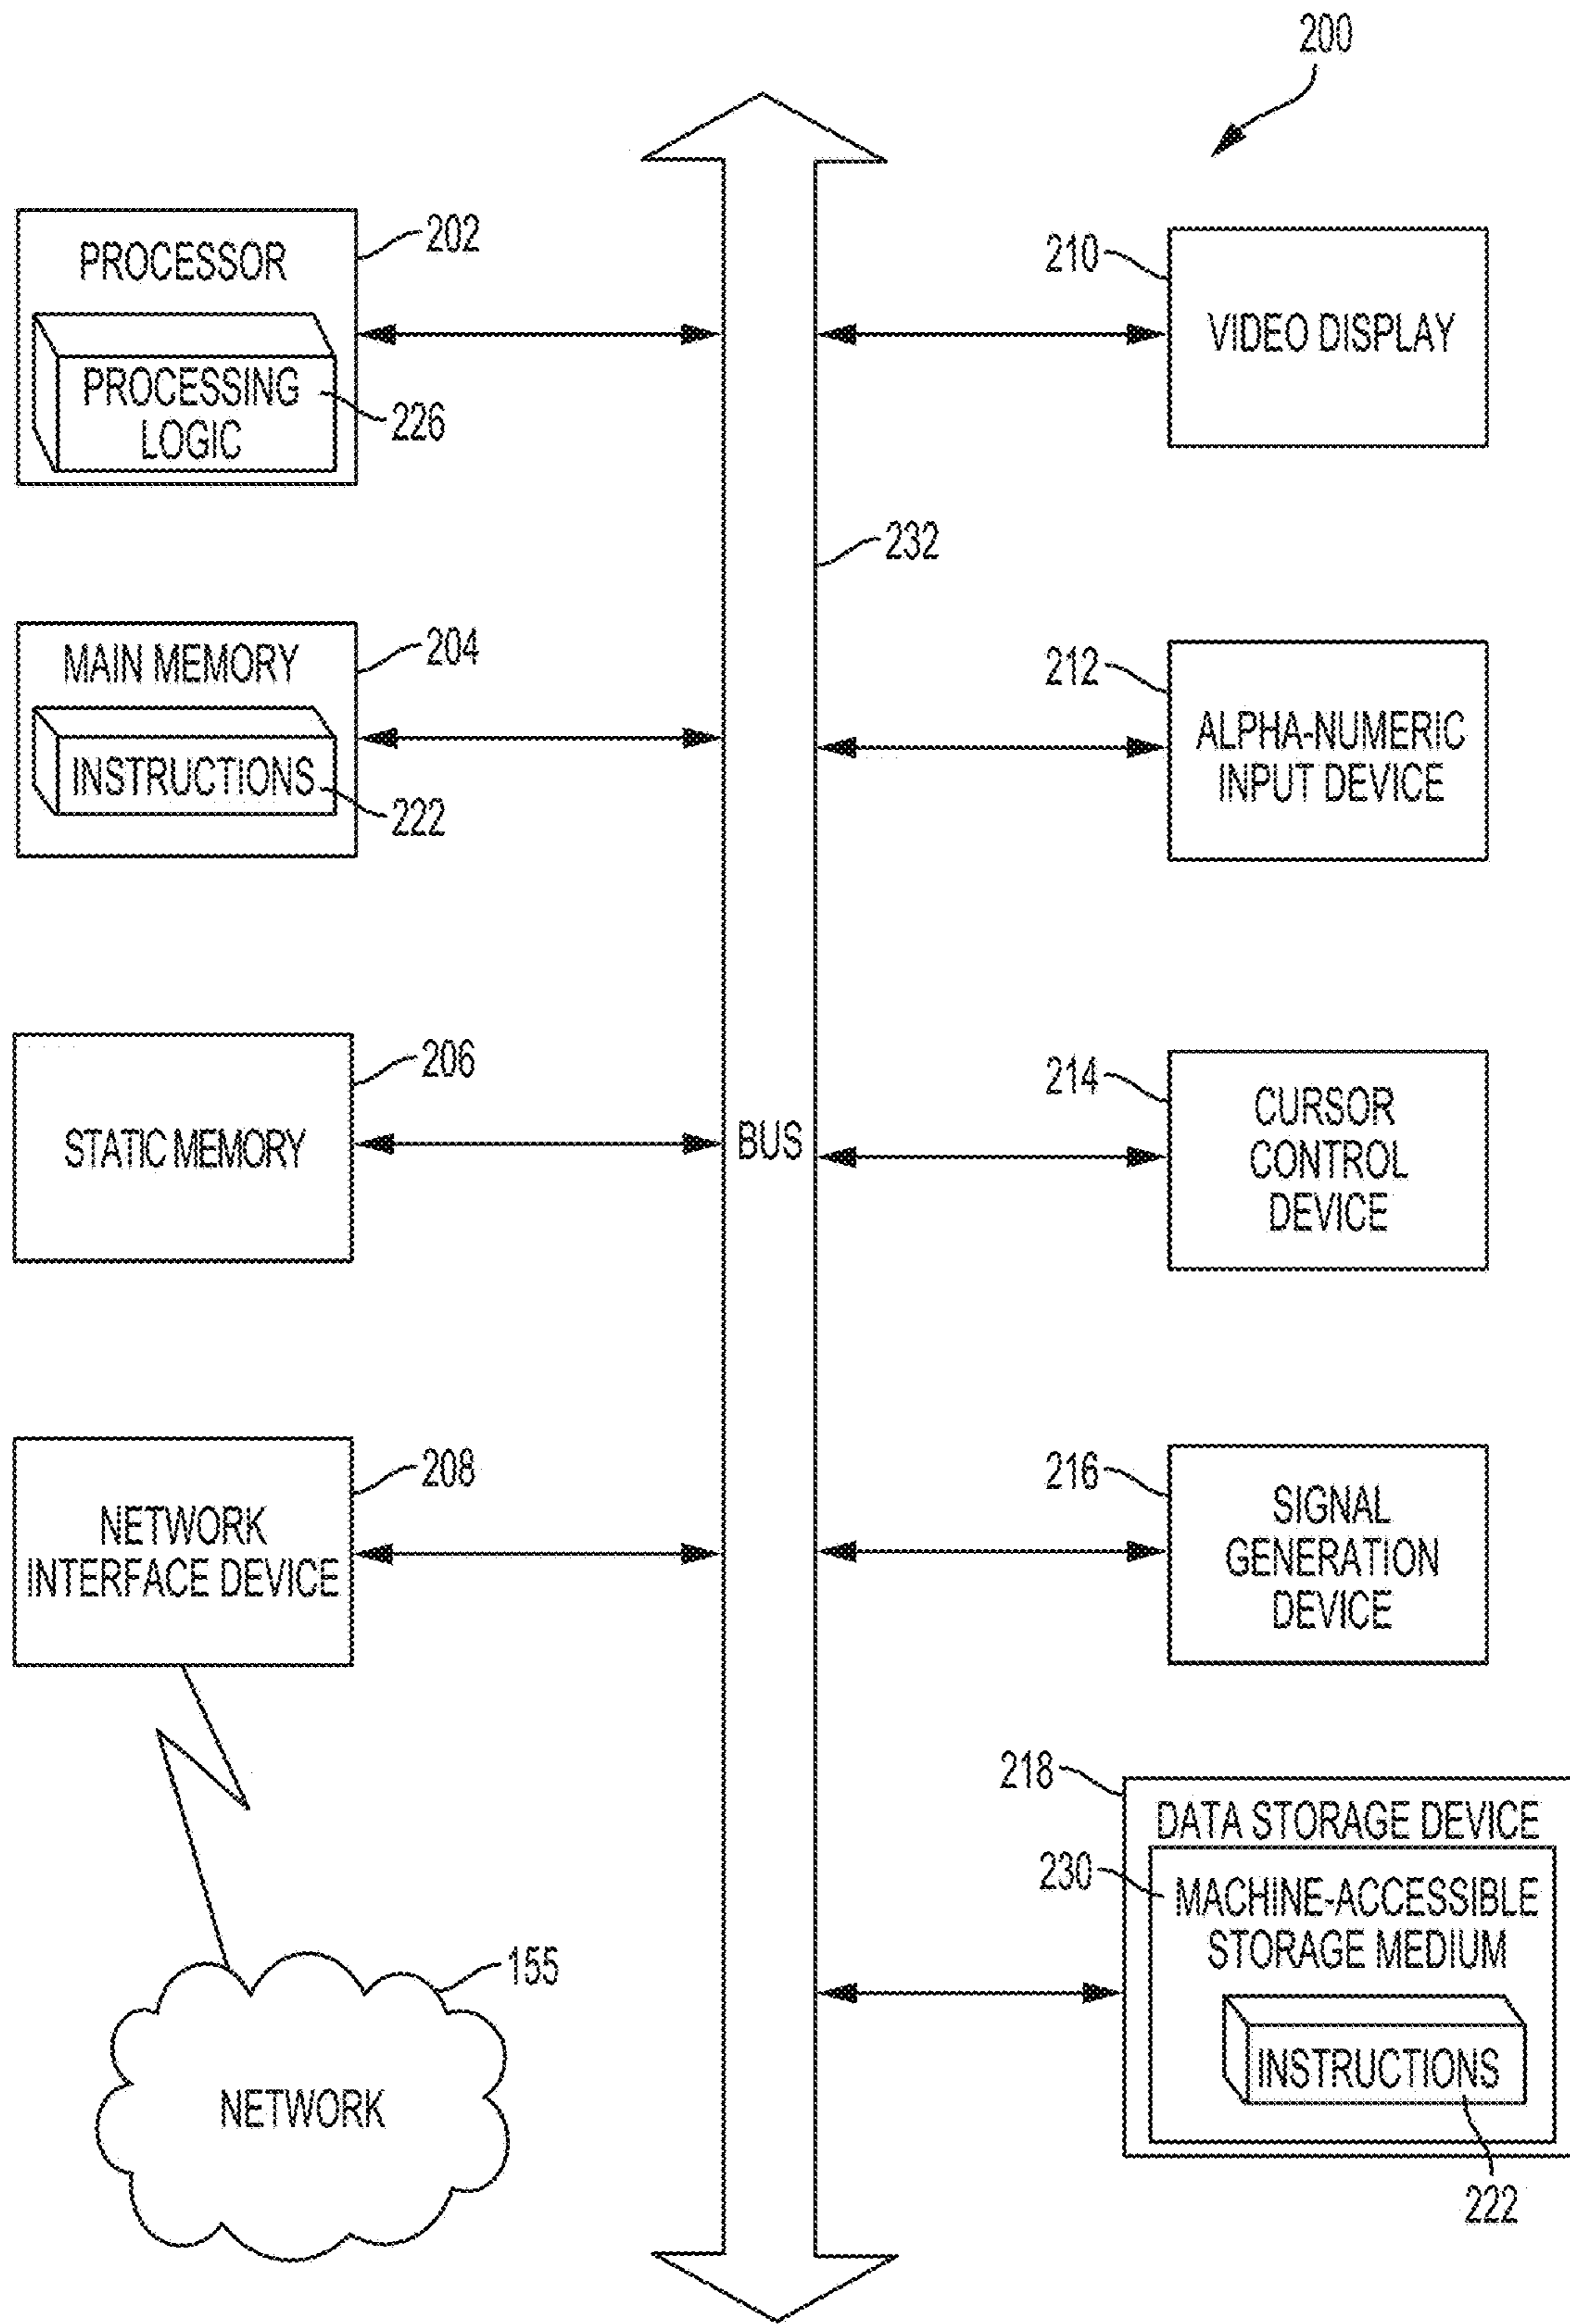 200
PROCESSOR
202
PROCESSING
LOGIC
226
210
VIDEO DISPLAY
232
MAIN MEMORY
204
INSTRUCTIONS
222
212
ALPHA-NUMERIC
INPUT DEVICE
206
STATIC MEMORY
BUS
214
CURSOR
CONTROL
DEVICE
208
NETWORK
INTERFACE DEVICE
216
SIGNAL
GENERATION
DEVICE
218
DATA STORAGE DEVICE
230
MACHINE-ACCESSIBLE
STORAGE MEDIUM
INSTRUCTIONS
222
155
NETWORK